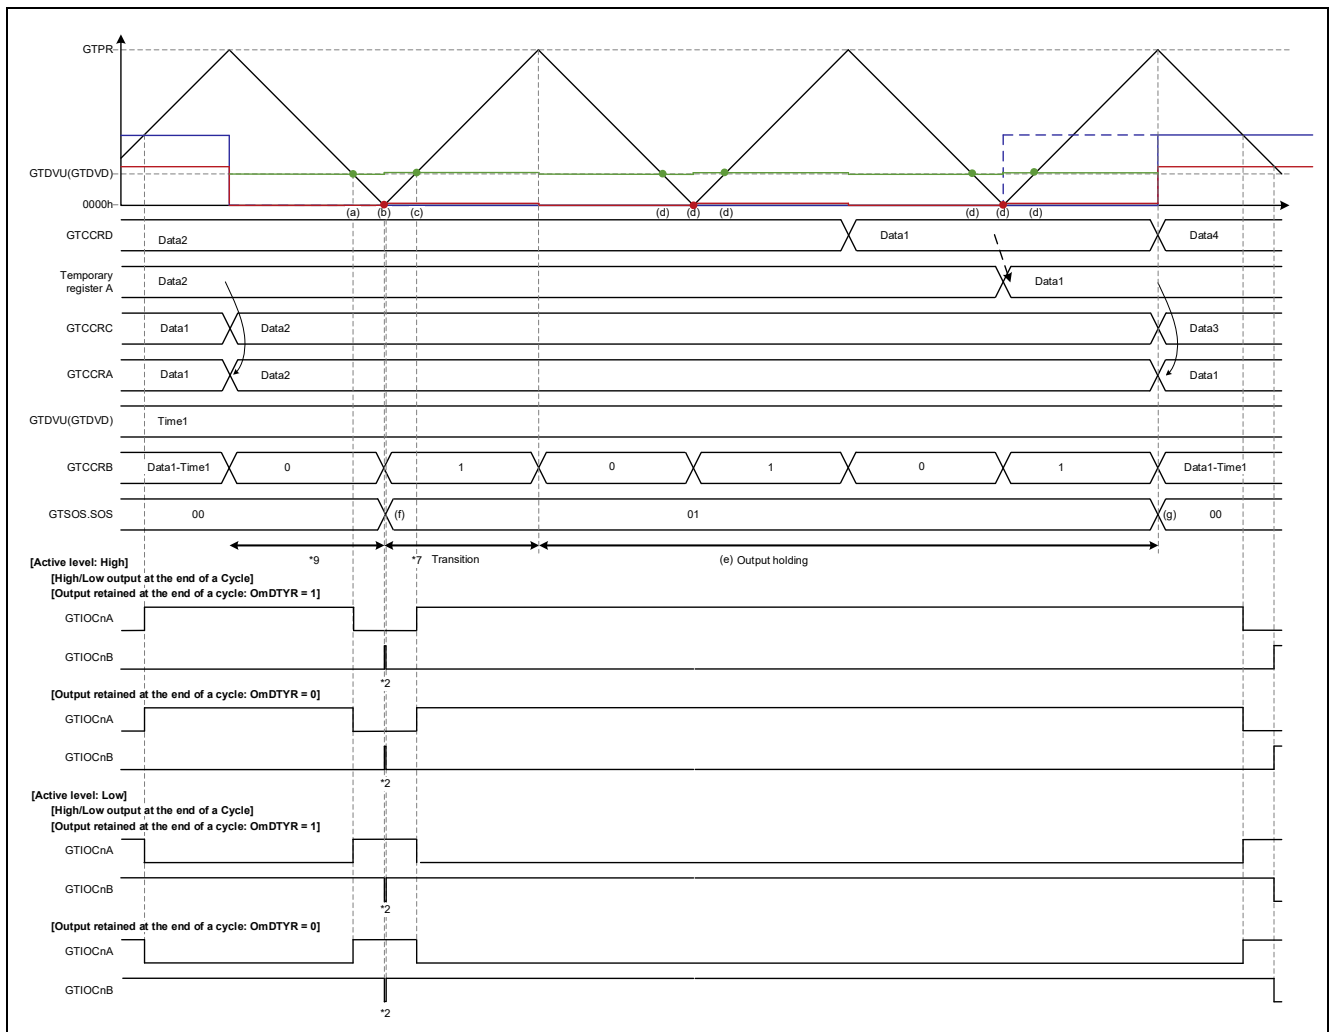 GTPR
GTDVU(GTDVD)
0000h
(a) (b) (c) (d) (d) (d) (d) (d) (d)
GTCCRD Data2 Data1 Data4
Temporary
register A
Data2 Data1
GTCCRC Data1 Data2 Data3
GTCCRA Data1 Data2 Data1
GTDVU(GTDVD) Time1
GTCCRB Data1-Time1 0 1 0 1 0 1 Data1-Time1
GTSOS.SOS 00 (f) 01 (g) 00
*9 *7 Transition (e) Output holding
[Active level: High]
[High/Low output at the end of a Cycle]
[Output retained at the end of a cycle: OmDTYR = 1]
GTIOCnA
GTIOCnB
*2
[Output retained at the end of a cycle: OmDTYR = 0]
GTIOCnA
GTIOCnB
*2
[Active level: Low]
[High/Low output at the end of a Cycle]
[Output retained at the end of a cycle: OmDTYR = 1]
GTIOCnA
GTIOCnB
*2
[Output retained at the end of a cycle: OmDTYR = 0]
GTIOCnA
GTIOCnB
*2